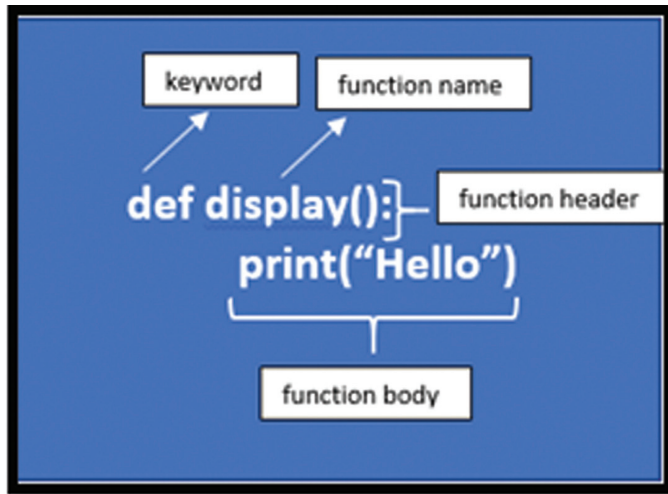 keyword
function name
def display():
function header
print(“Hello”)
function body